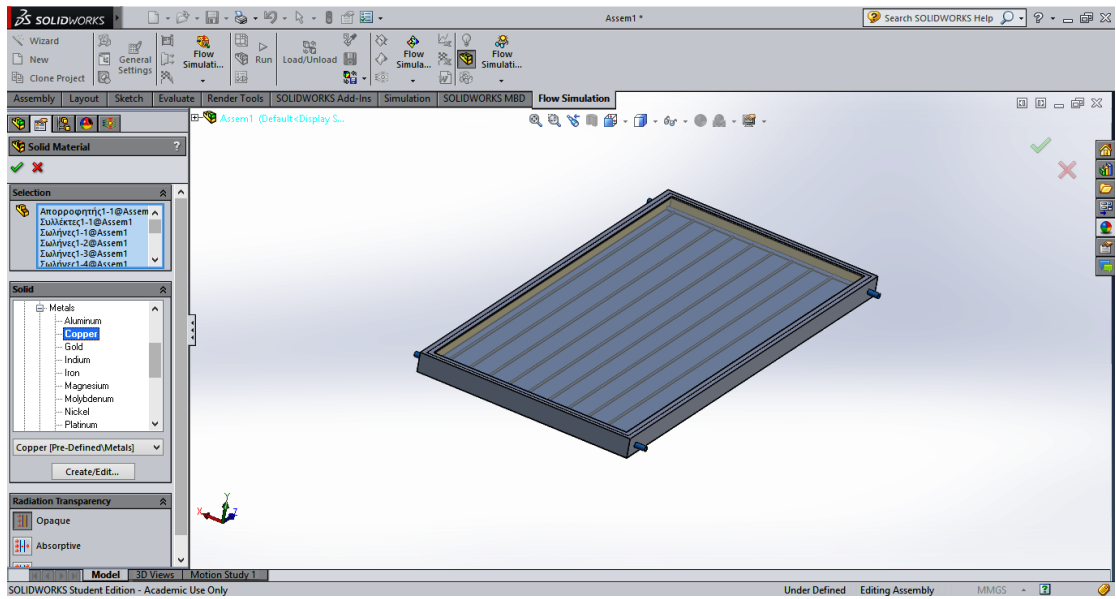 SOLIDWORKS
Assem1 *
Search SOLIDWORKS Help
Wizard
New
Clone Project
General Settings
Flow Simulati...
Run
Load/Unload
Flow Simula...
Flow Simulati...
Assembly Layout Sketch Evaluate Render Tools SOLIDWORKS Add-Ins Simulation SOLIDWORKS MBD Flow Simulation
Assem1 (Default<Display S...
Solid Material ?
Selection
Απορροφητής1-1@Assem
Συλλέκτες1-1@Assem1
Σωλήνες1-1@Assem1
Σωλήνες1-2@Assem1
Σωλήνες1-3@Assem1
Σωλήνες1-4@Assem1
Solid
Metals
Aluminum
Copper
Gold
Indium
Iron
Magnesium
Molybdenum
Nickel
Platinum
Copper [Pre-Defined\Metals]
Create/Edit...
Radiation Transparency
Opaque
Absorptive
Y
X
Z
Model 3D Views Motion Study 1
SOLIDWORKS Student Edition - Academic Use Only
Under Defined Editing Assembly MMGS